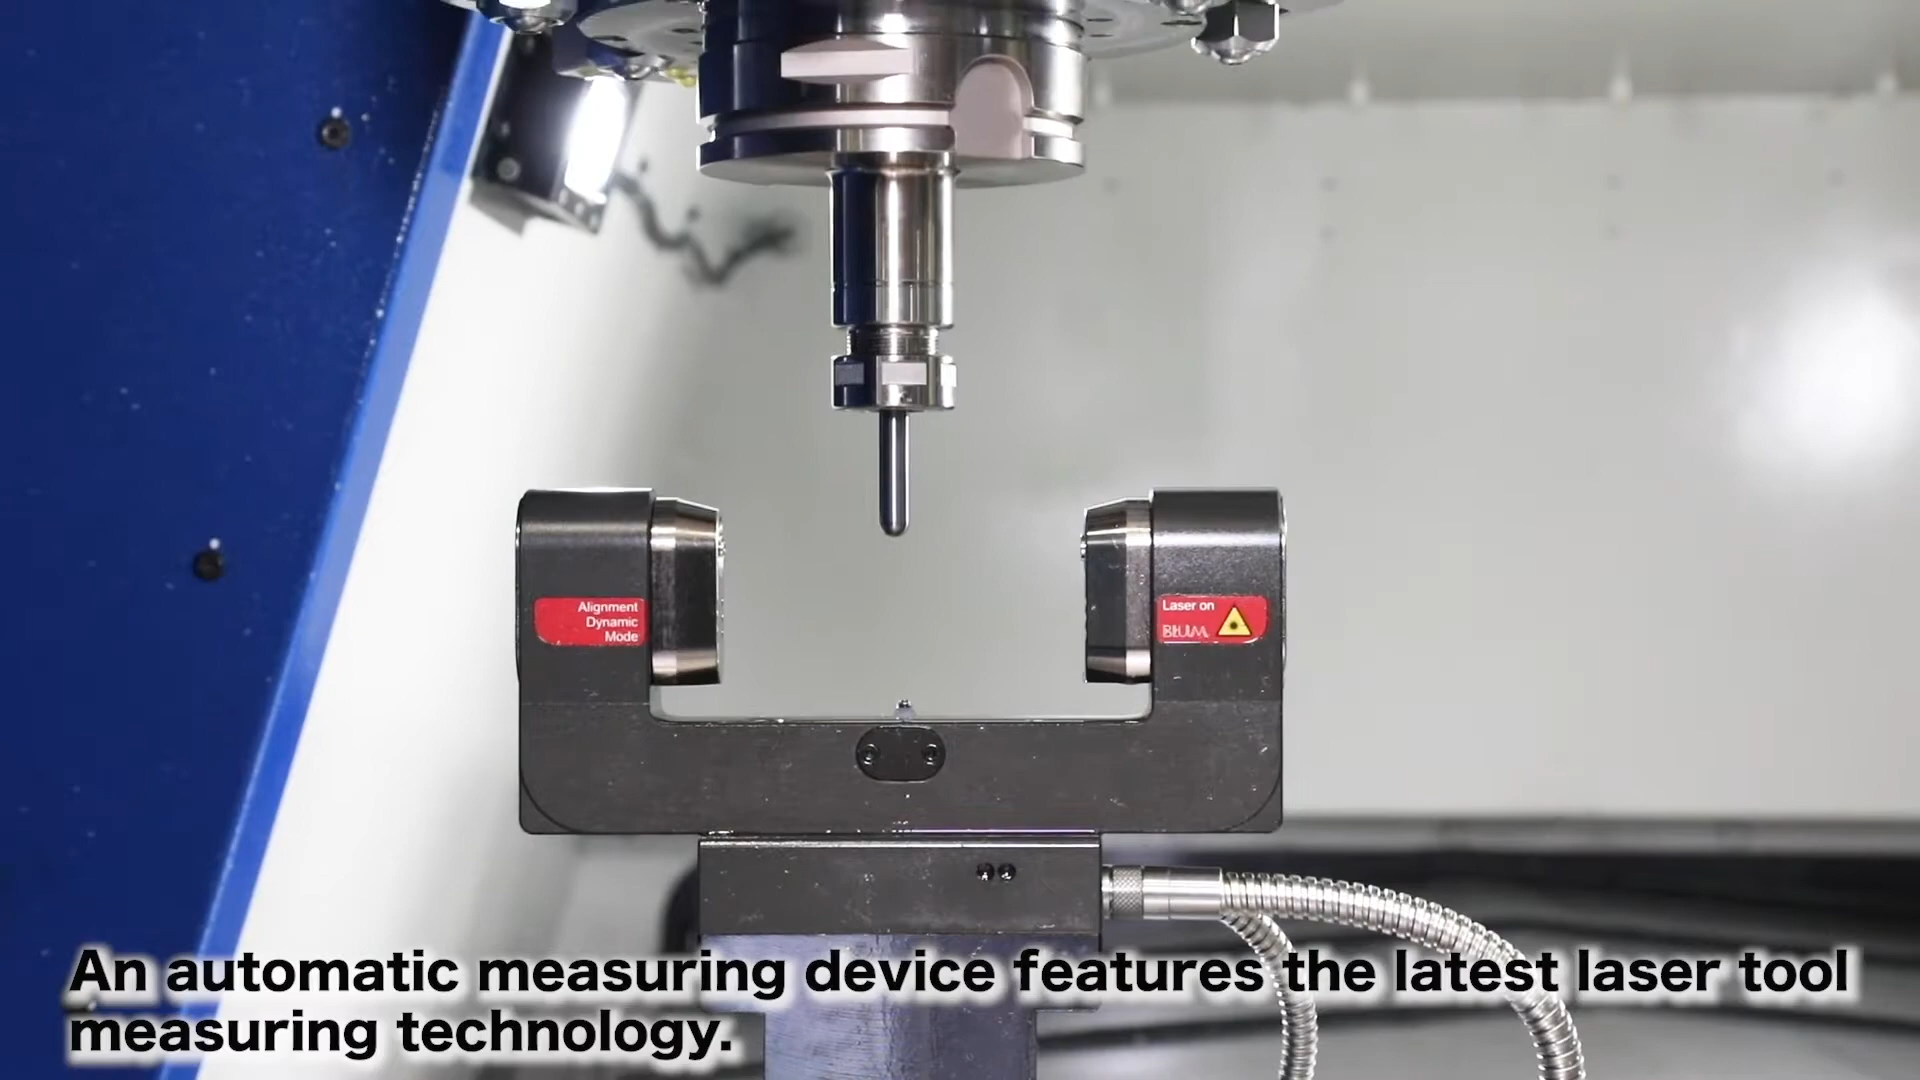 Alignment
Dynamic
Mode
Laser on
BLUM
An automatic measuring device features the latest laser tool
measuring technology.